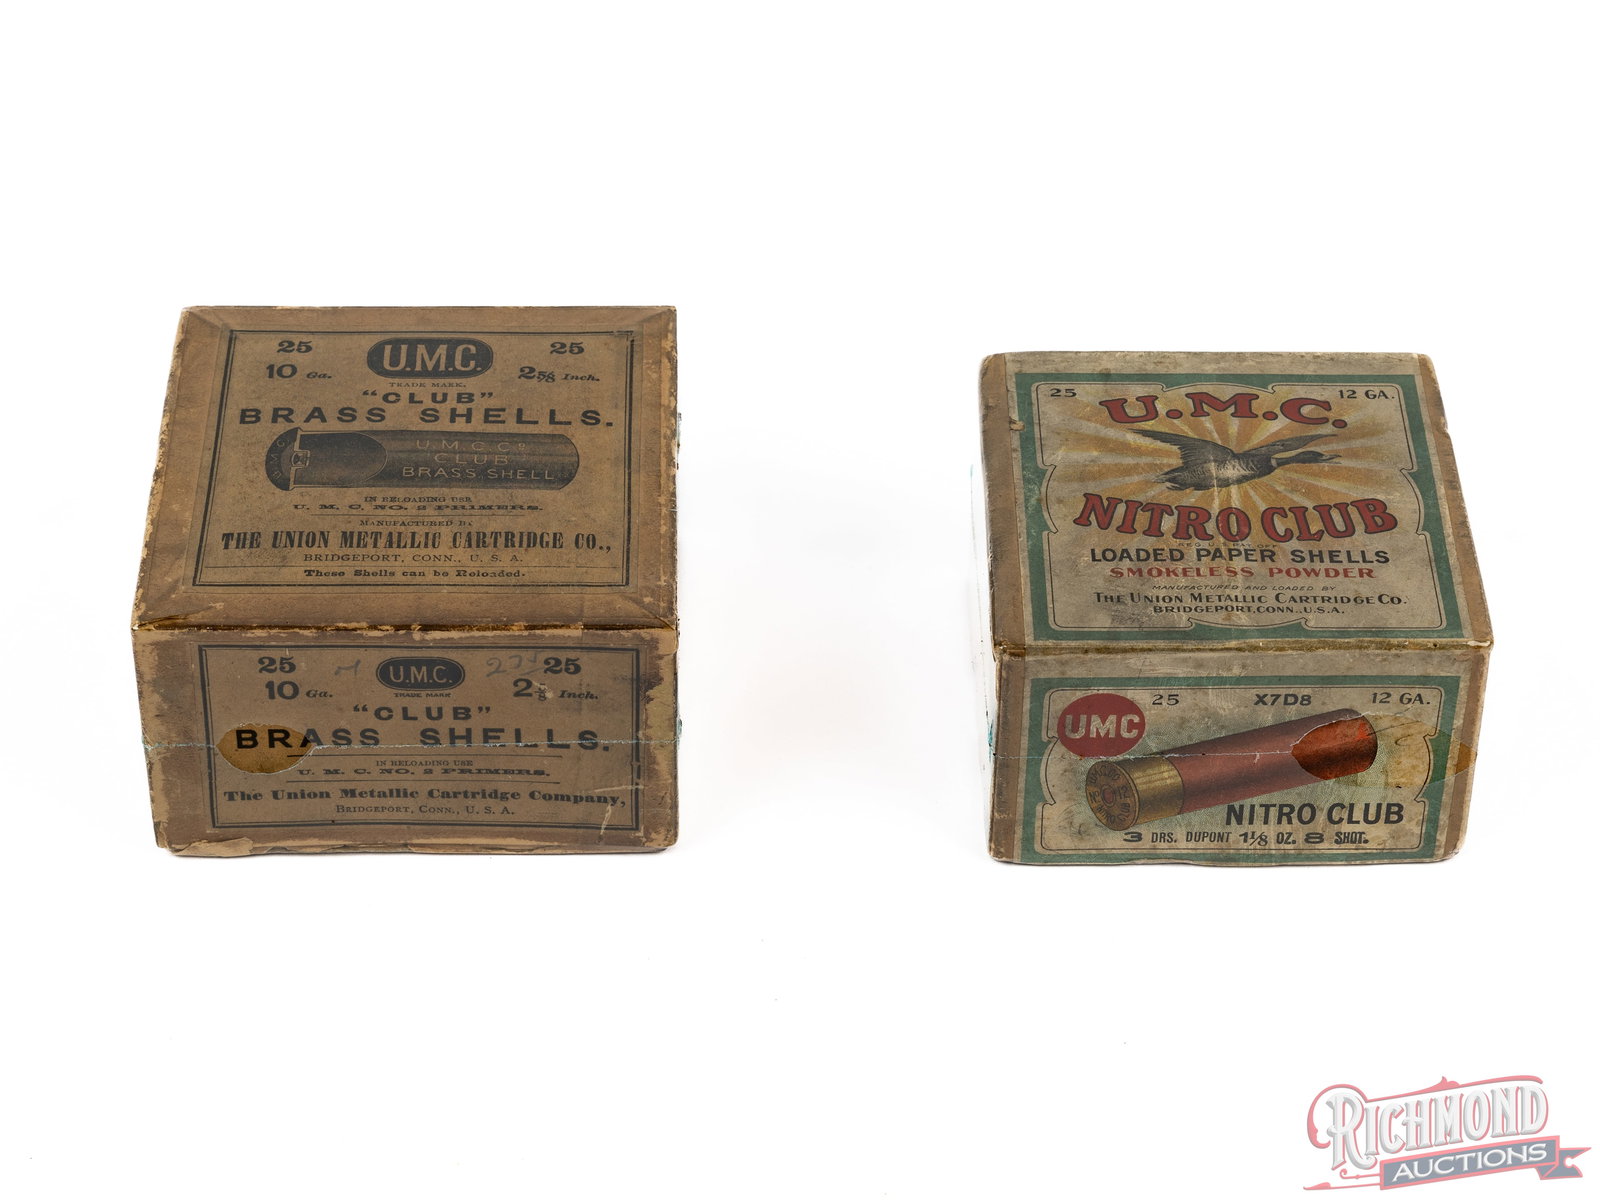 25 U.M.C. 25
10 Ga. TRADE MARK. 2 5/8 Inch.
"CLUB"
BRASS SHELLS.
U.M.C.Co
CLUB
BRASS SHELL
IN RELOADING USE
U. M. C. NO. 2 PRIMERS.
MANUFACTURED BY
THE UNION METALLIC CARTRIDGE CO.,
BRIDGEPORT, CONN., U. S. A.
These Shells can be Reloaded.
25 U.M.C. 25
10 Ga. TRADE MARK 2 5/8 Inch.
"CLUB"
BRASS SHELLS.
IN RELOADING USE
U. M. C. NO. 2 PRIMERS.
The Union Metallic Cartridge Company,
BRIDGEPORT, CONN., U. S. A.
25 12 GA.
U.M.C.
NITRO CLUB
LOADED PAPER SHELLS
SMOKELESS POWDER
MANUFACTURED AND LOADED BY
THE UNION METALLIC CARTRIDGE CO.
BRIDGEPORT, CONN., U.S.A.
UMC 25 X7D8 12 GA.
No 12
NITRO CLUB
3 DRS. DUPONT 1 1/8 OZ. 8 SHOT.
RICHMOND
AUCTIONS